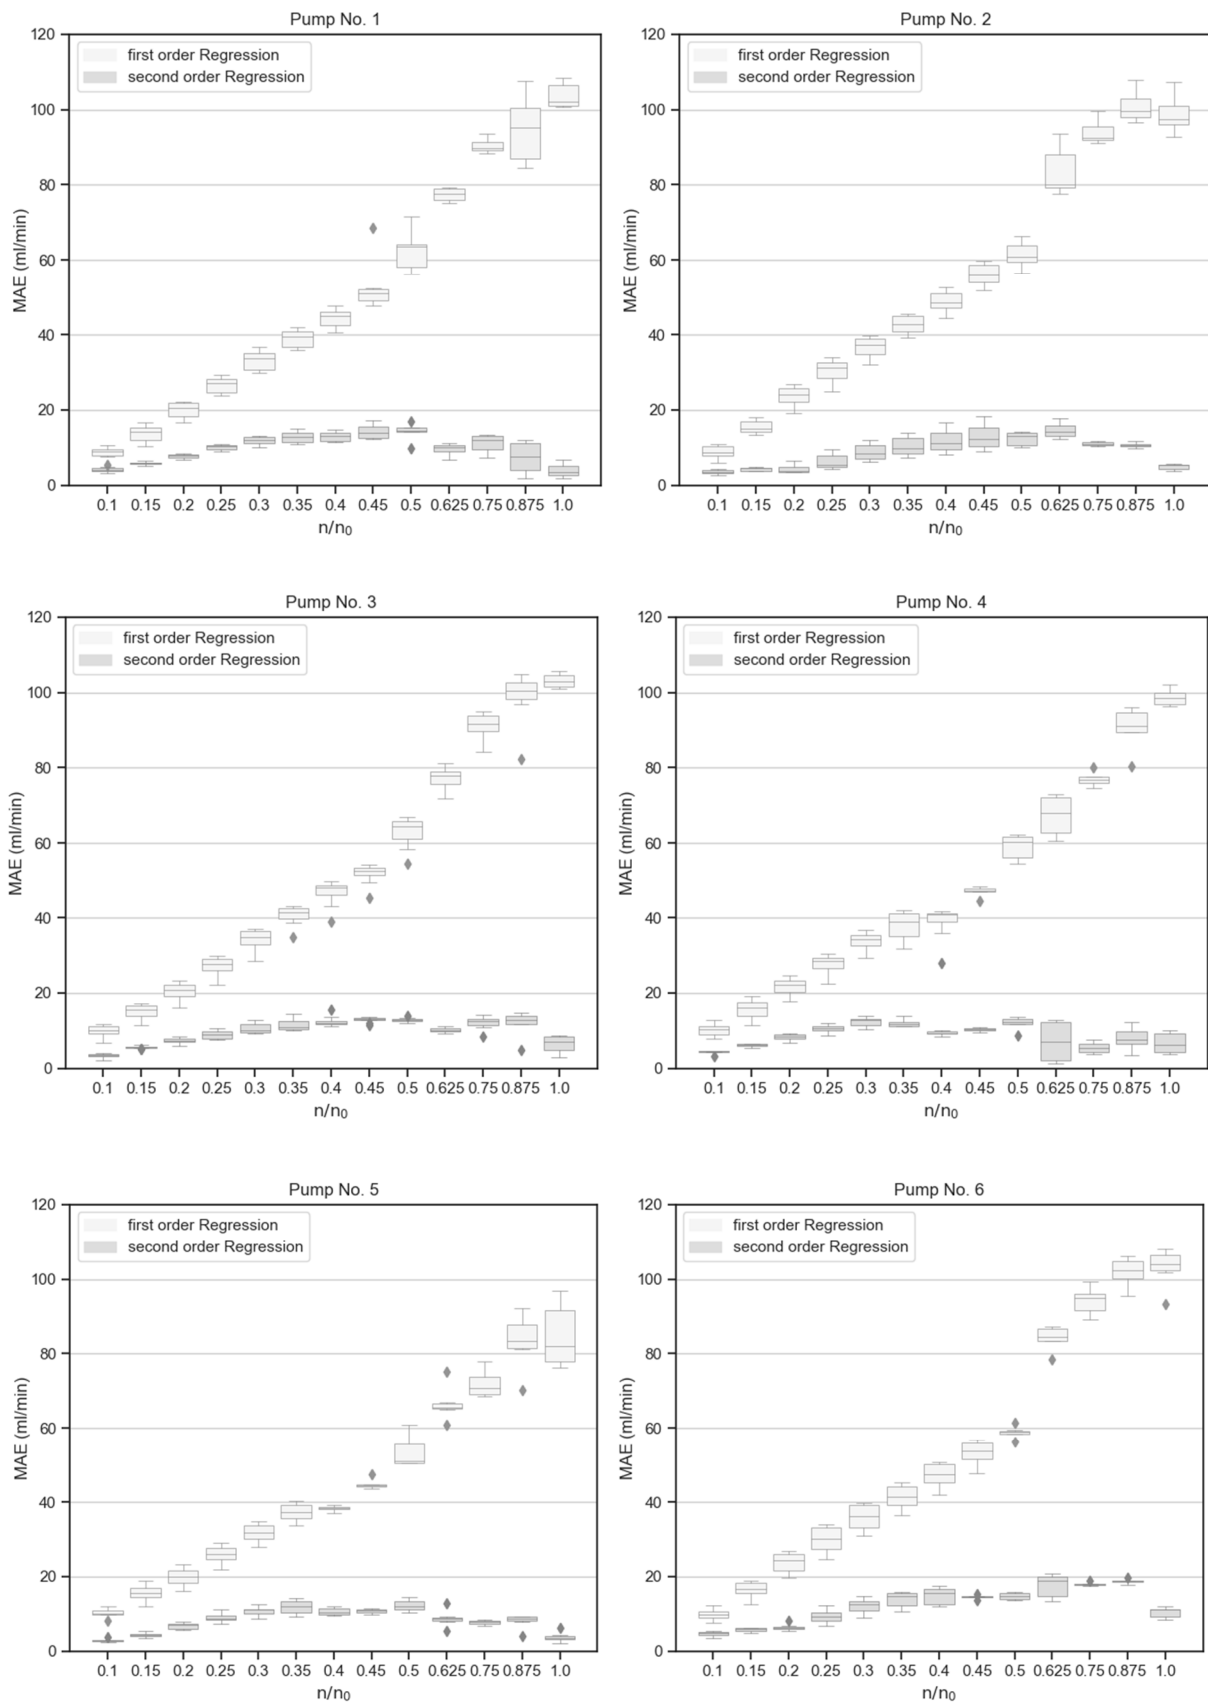 Pump No. 1
120
100
80
60
40
20
0
MAE (ml/min)
first order Regression
second order Regression
0.1 0.15 0.2 0.25 0.3 0.35 0.4 0.45 0.5 0.625 0.75 0.875 1.0
n/n₀
Pump No. 2
120
100
80
60
40
20
0
MAE (ml/min)
first order Regression
second order Regression
0.1 0.15 0.2 0.25 0.3 0.35 0.4 0.45 0.5 0.625 0.75 0.875 1.0
n/n₀
Pump No. 3
120
100
80
60
40
20
0
MAE (ml/min)
first order Regression
second order Regression
0.1 0.15 0.2 0.25 0.3 0.35 0.4 0.45 0.5 0.625 0.75 0.875 1.0
n/n₀
Pump No. 4
120
100
80
60
40
20
0
MAE (ml/min)
first order Regression
second order Regression
0.1 0.15 0.2 0.25 0.3 0.35 0.4 0.45 0.5 0.625 0.75 0.875 1.0
n/n₀
Pump No. 5
120
100
80
60
40
20
0
MAE (ml/min)
first order Regression
second order Regression
0.1 0.15 0.2 0.25 0.3 0.35 0.4 0.45 0.5 0.625 0.75 0.875 1.0
n/n₀
Pump No. 6
120
100
80
60
40
20
0
MAE (ml/min)
first order Regression
second order Regression
0.1 0.15 0.2 0.25 0.3 0.35 0.4 0.45 0.5 0.625 0.75 0.875 1.0
n/n₀